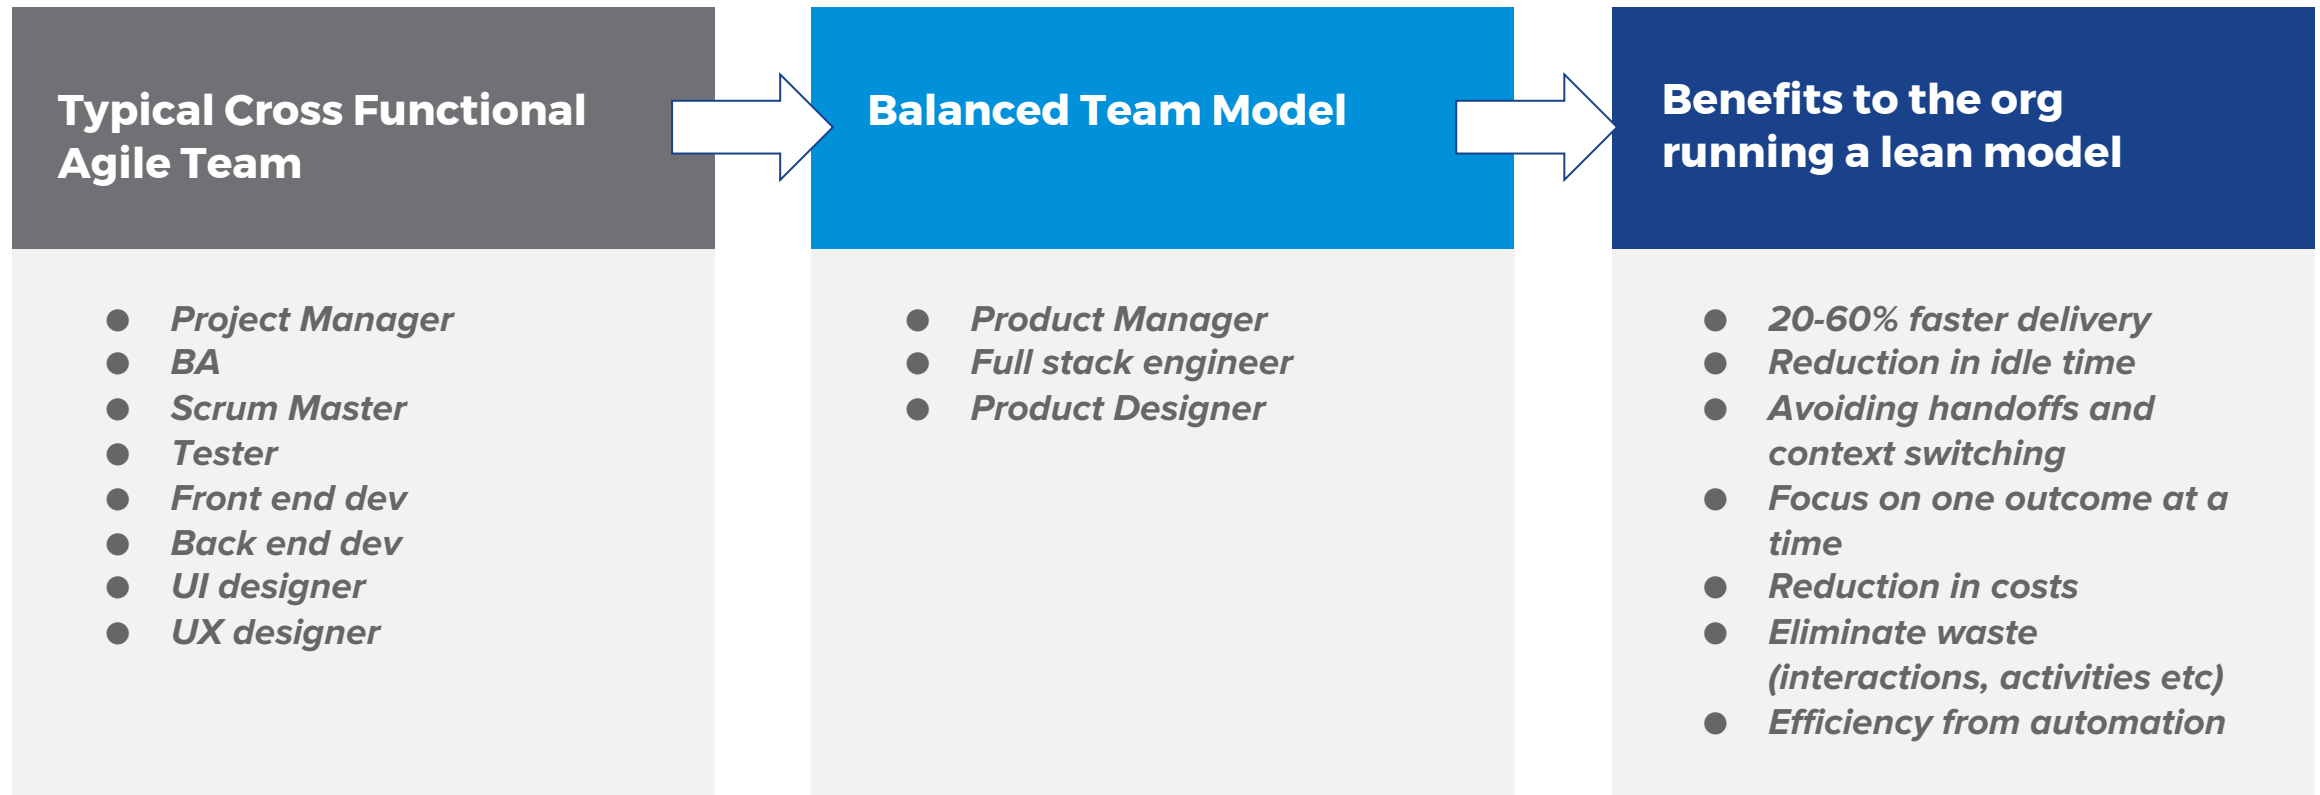 Typical Cross Functional
Agile Team
● Project Manager
● BA
● Scrum Master
● Tester
● Front end dev
● Back end dev
● UI designer
● UX designer
Balanced Team Model
● Product Manager
● Full stack engineer
● Product Designer
Benefits to the org
running a lean model
● 20-60% faster delivery
● Reduction in idle time
● Avoiding handoffs and
context switching
● Focus on one outcome at a
time
● Reduction in costs
● Eliminate waste
(interactions, activities etc)
● Efficiency from automation